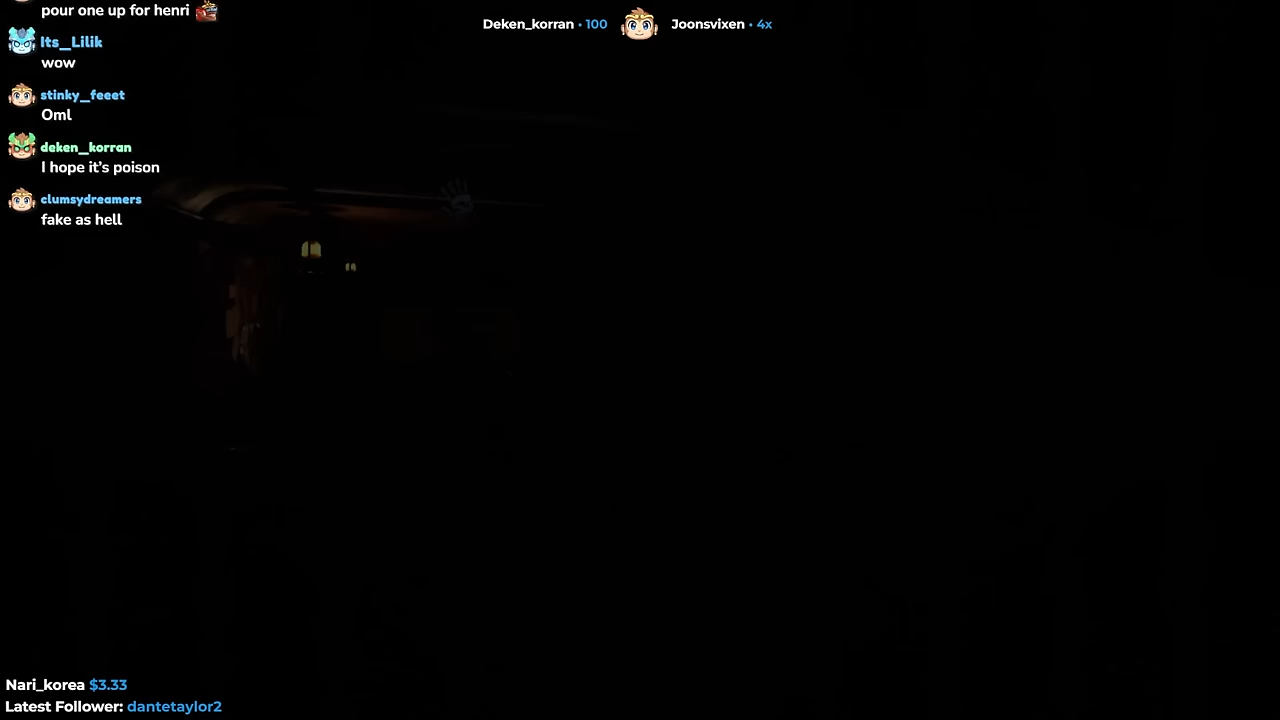 pour one up for henri
Its__Lilik
wow
stinky_feeet
Oml
deken_korran
I hope it's poison
clumsydreamers
fake as hell
Deken_korran • 100
Joonsvixen • 4x
Nari_korea $3.33
Latest Follower: dantetaylor2